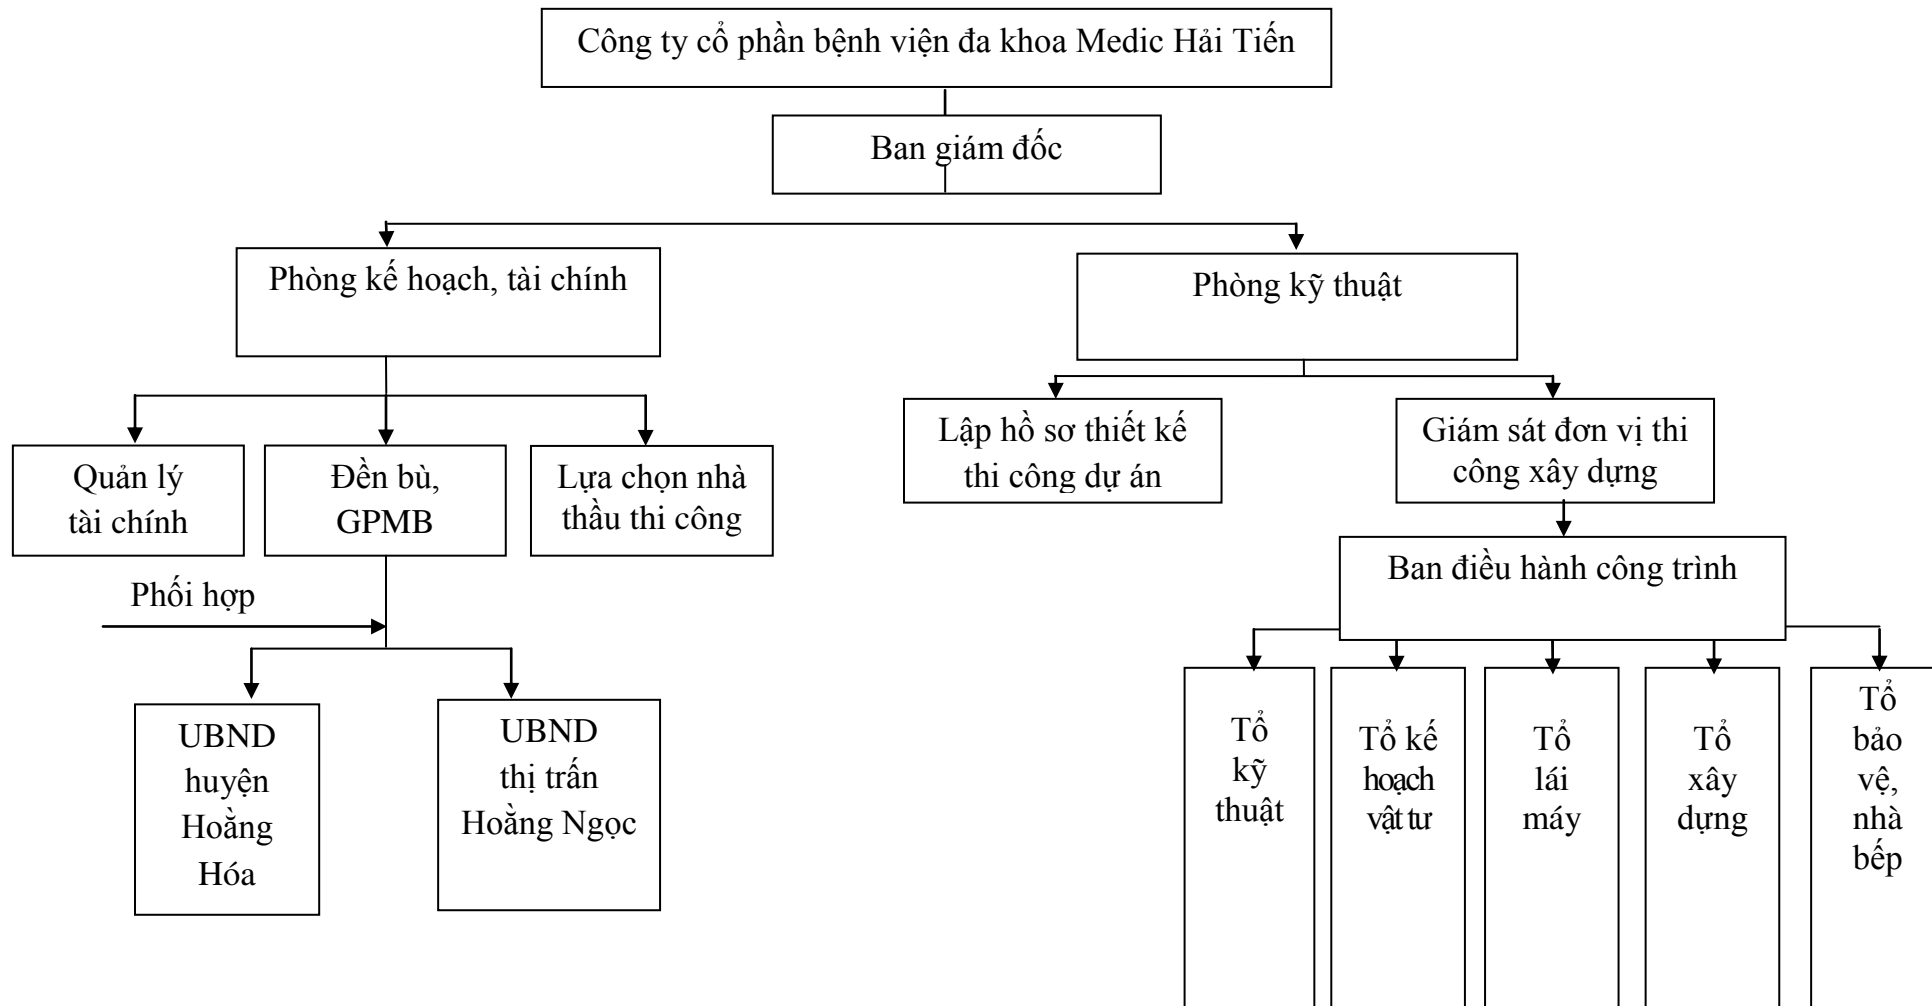 Công ty cổ phần bệnh viện đa khoa Medic Hải Tiến
Ban giám đốc
Phòng kế hoạch, tài chính
Phòng kỹ thuật
Quản lý
tài chính
Đền bù,
GPMB
Lựa chọn nhà
thầu thi công
Lập hồ sơ thiết kế
thi công dự án
Giám sát đơn vị thi
công xây dựng
Phối hợp
Ban điều hành công trình
UBND
huyện
Hoằng
Hóa
UBND
thị trấn
Hoằng Ngọc
Tổ
kỹ
thuật
Tổ kế
hoạch
vật tư
Tổ
lái
máy
Tổ
xây
dựng
Tổ
bảo
vệ,
nhà
bếp